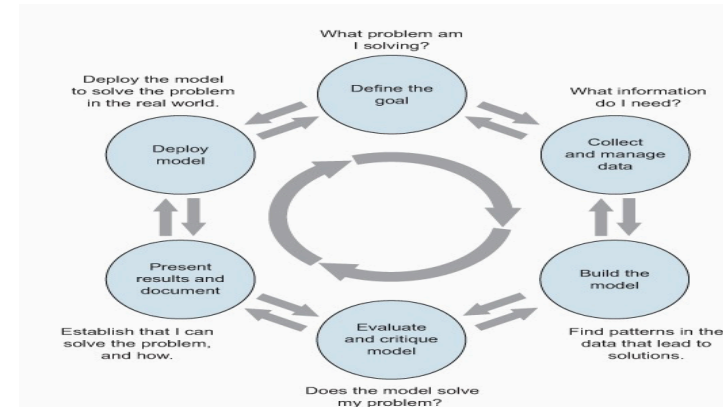 What problem am
I solving?
Define the
goal
What information
do I need?
Collect
and manage
data
Build the
model
Find patterns in the
data that lead to
solutions.
Evaluate
and critique
model
Does the model solve
my problem?
Present
results and
document
Establish that I can
solve the problem,
and how.
Deploy
model
Deploy the model
to solve the problem
in the real world.